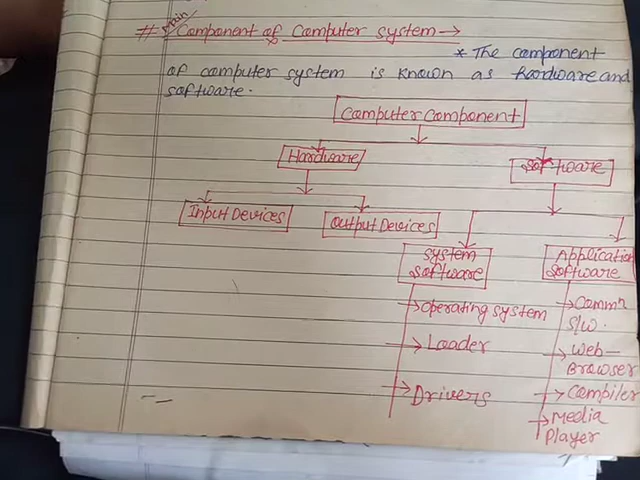 # Main Component of Computer system →
* The component
of computer system is known as hardware and
software.
Computer Component
Hardware
Software
Input Devices
Output Devices
System
software
Application
Software
→ Operating system
→ Loader
→ Drivers
→ Commn
S/W.
→ Web-
Browser
→ Compiler
→ Media
Player